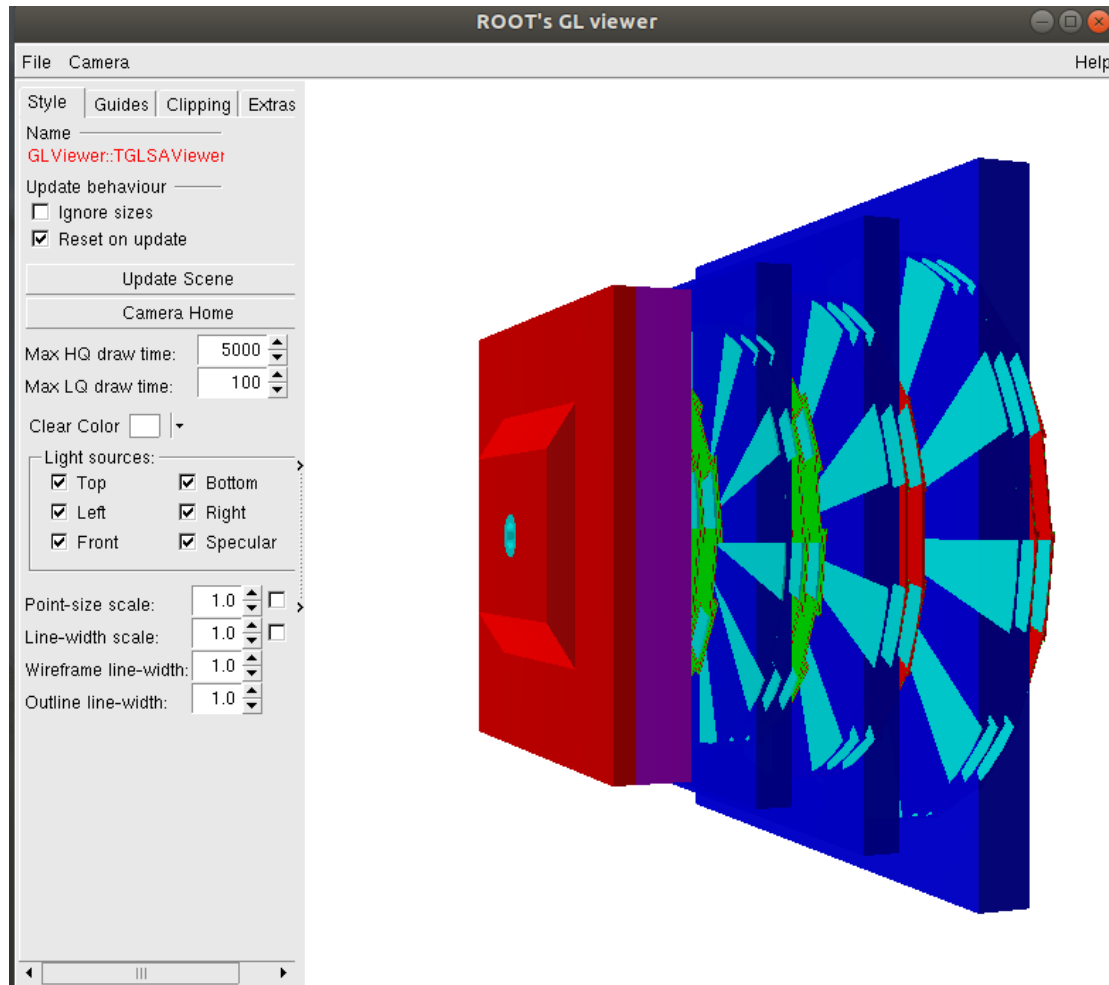 ROOT's GL viewer
File Camera Help
Style Guides Clipping Extras
Name
GLViewer::TGLSAViewer
Update behaviour
Ignore sizes
Reset on update
Update Scene
Camera Home
Max HQ draw time: 5000
Max LQ draw time: 100
Clear Color
Light sources:
Top Bottom
Left Right
Front Specular
Point-size scale: 1.0
Line-width scale: 1.0
Wireframe line-width: 1.0
Outline line-width: 1.0